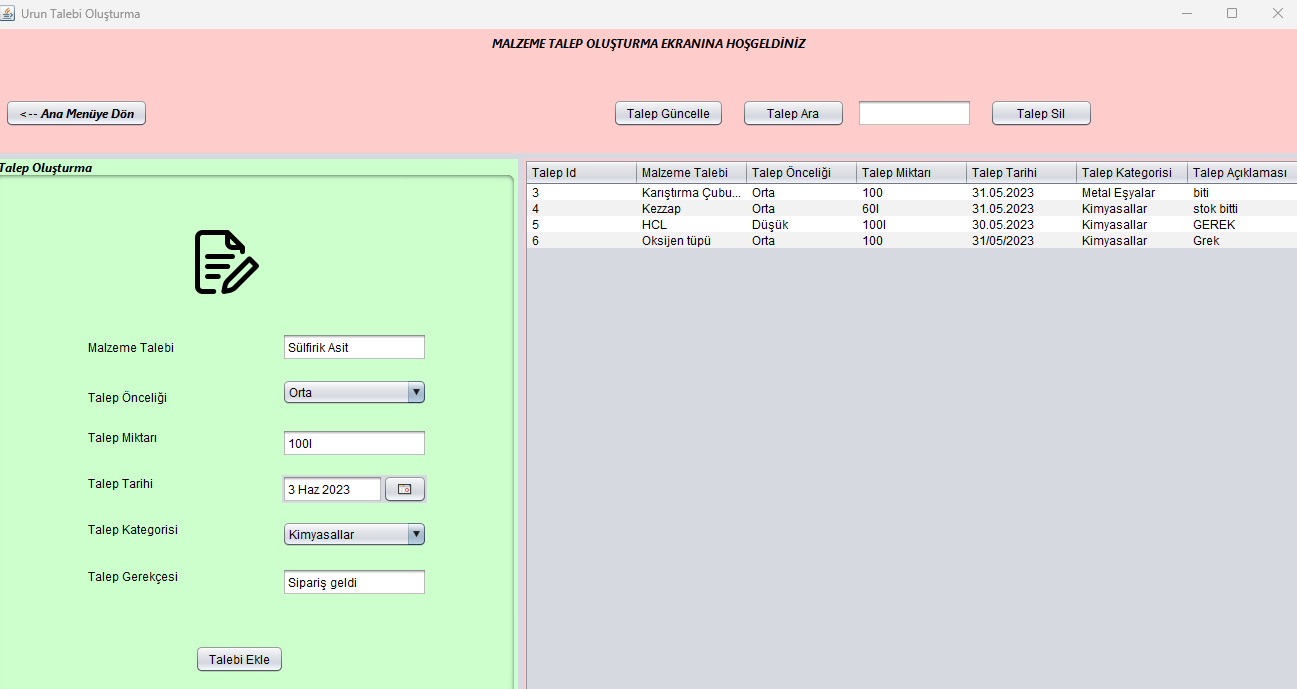 Urun Talebi Oluşturma
MALZEME TALEP OLUŞTURMA EKRANINA HOŞGELDİNİZ
<-- Ana Menüye Dön
Talep Güncelle
Talep Ara
Talep Sil
Talep Oluşturma
Malzeme Talebi
Sülfirik Asit
Talep Önceliği
Orta
Talep Miktarı
100l
Talep Tarihi
3 Haz 2023
Talep Kategorisi
Kimyasallar
Talep Gerekçesi
Sipariş geldi
Talebi Ekle
Talep Id Malzeme Talebi Talep Önceliği Talep Miktarı Talep Tarihi Talep Kategorisi Talep Açıklaması
3 Karıştırma Çubu... Orta 100 31.05.2023 Metal Eşyalar biti
4 Kezzap Orta 60l 31.05.2023 Kimyasallar stok bitti
5 HCL Düşük 100l 30.05.2023 Kimyasallar GEREK
6 Oksijen tüpü Orta 100 31/05/2023 Kimyasallar Grek